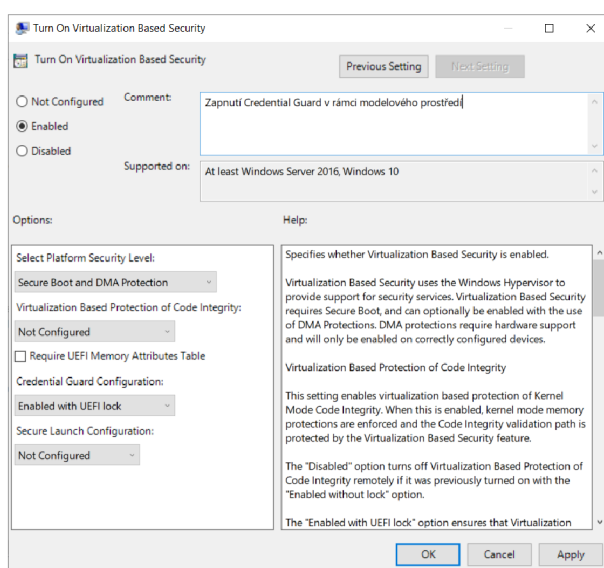 Turn On Virtualization Based Security
Turn On Virtualization Based Security
Previous Setting
Next Setting
Not Configured
Enabled
Disabled
Comment:
Zapnutí Credential Guard v rámci modelového prostředí
Supported on:
At least Windows Server 2016, Windows 10
Options:
Help:
Select Platform Security Level:
Secure Boot and DMA Protection
Virtualization Based Protection of Code Integrity:
Not Configured
Require UEFI Memory Attributes Table
Credential Guard Configuration:
Enabled with UEFI lock
Secure Launch Configuration:
Not Configured
Specifies whether Virtualization Based Security is enabled.
Virtualization Based Security uses the Windows Hypervisor to
provide support for security services. Virtualization Based Security
requires Secure Boot, and can optionally be enabled with the use
of DMA Protections. DMA protections require hardware support
and will only be enabled on correctly configured devices.
Virtualization Based Protection of Code Integrity
This setting enables virtualization based protection of Kernel
Mode Code Integrity. When this is enabled, kernel mode memory
protections are enforced and the Code Integrity validation path is
protected by the Virtualization Based Security feature.
The "Disabled" option turns off Virtualization Based Protection of
Code Integrity remotely if it was previously turned on with the
"Enabled without lock" option.
The "Enabled with UEFI lock" option ensures that Virtualization
OK
Cancel
Apply